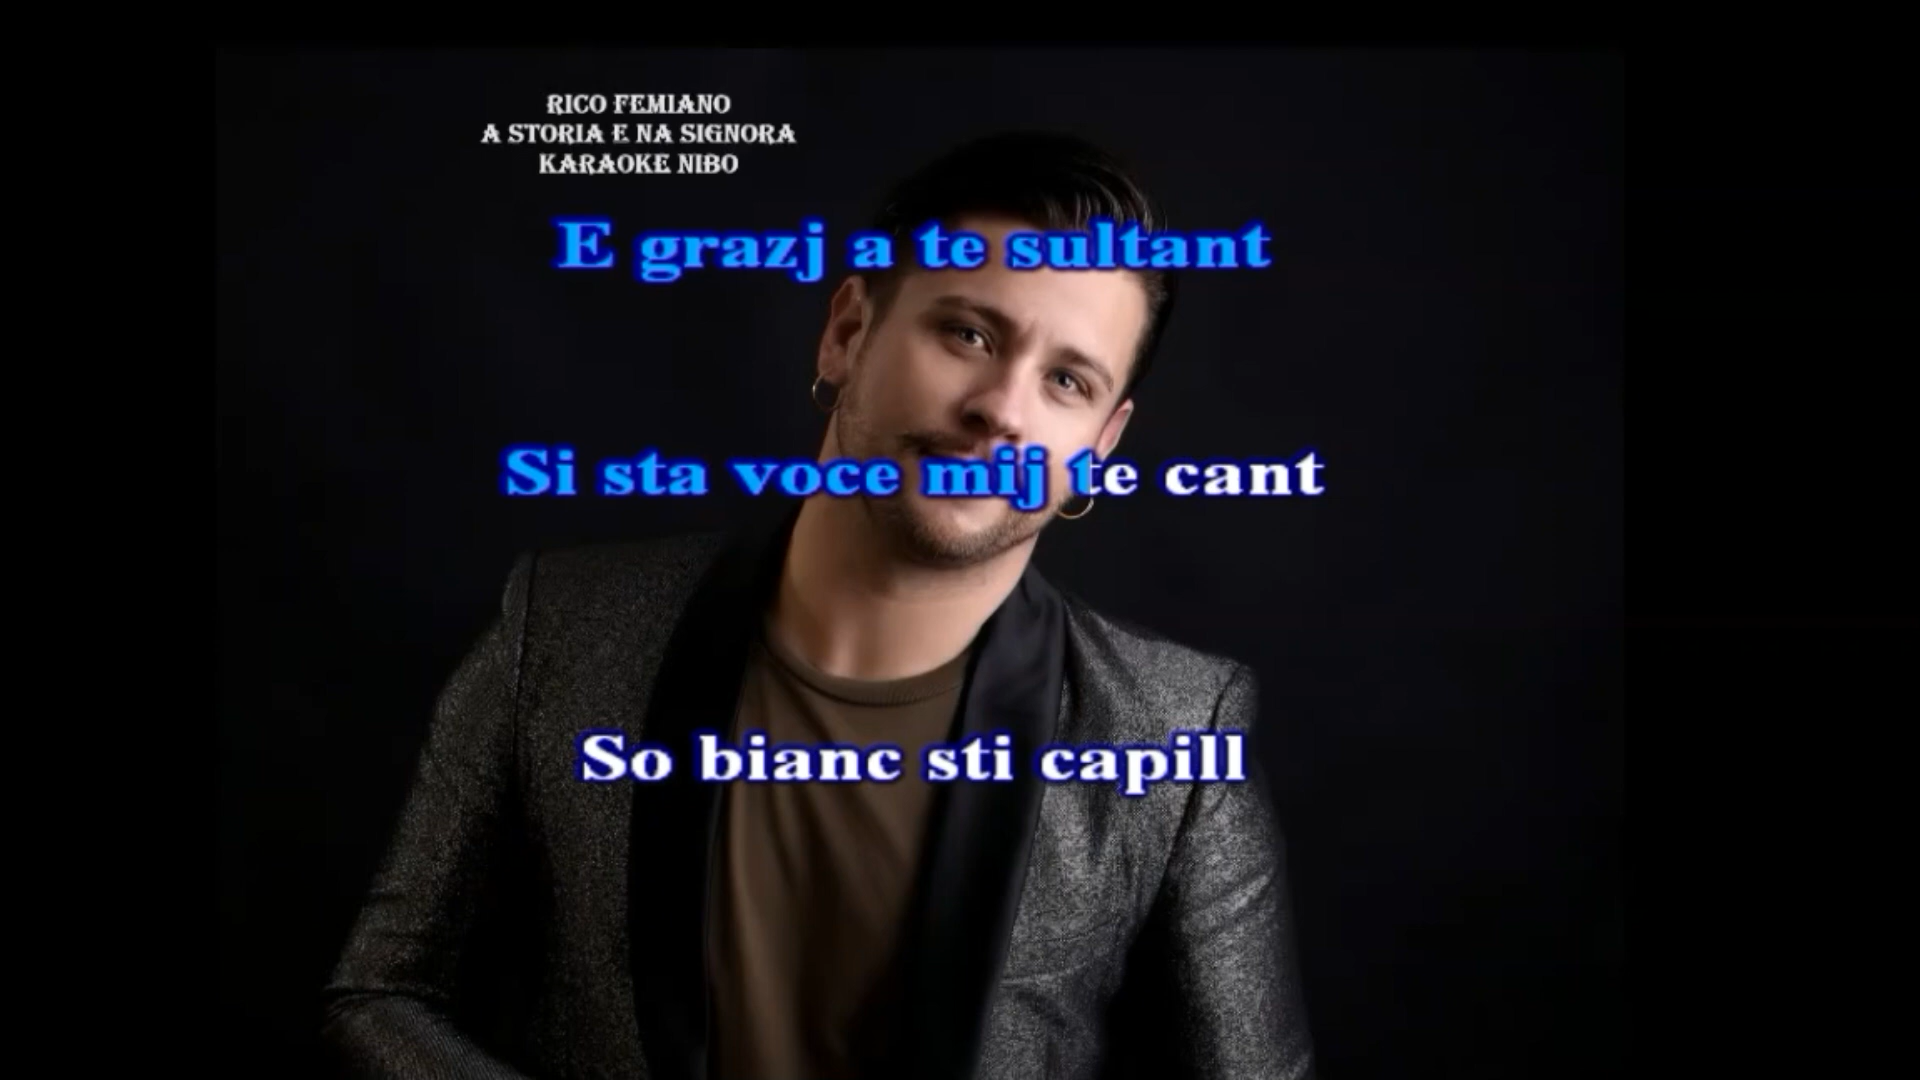 RICO FEMIANO
A STORIA E NA SIGNORA
KARAOKE NIBO
E grazj a te sultant
Si sta voce mij te cant
So bianc sti capill